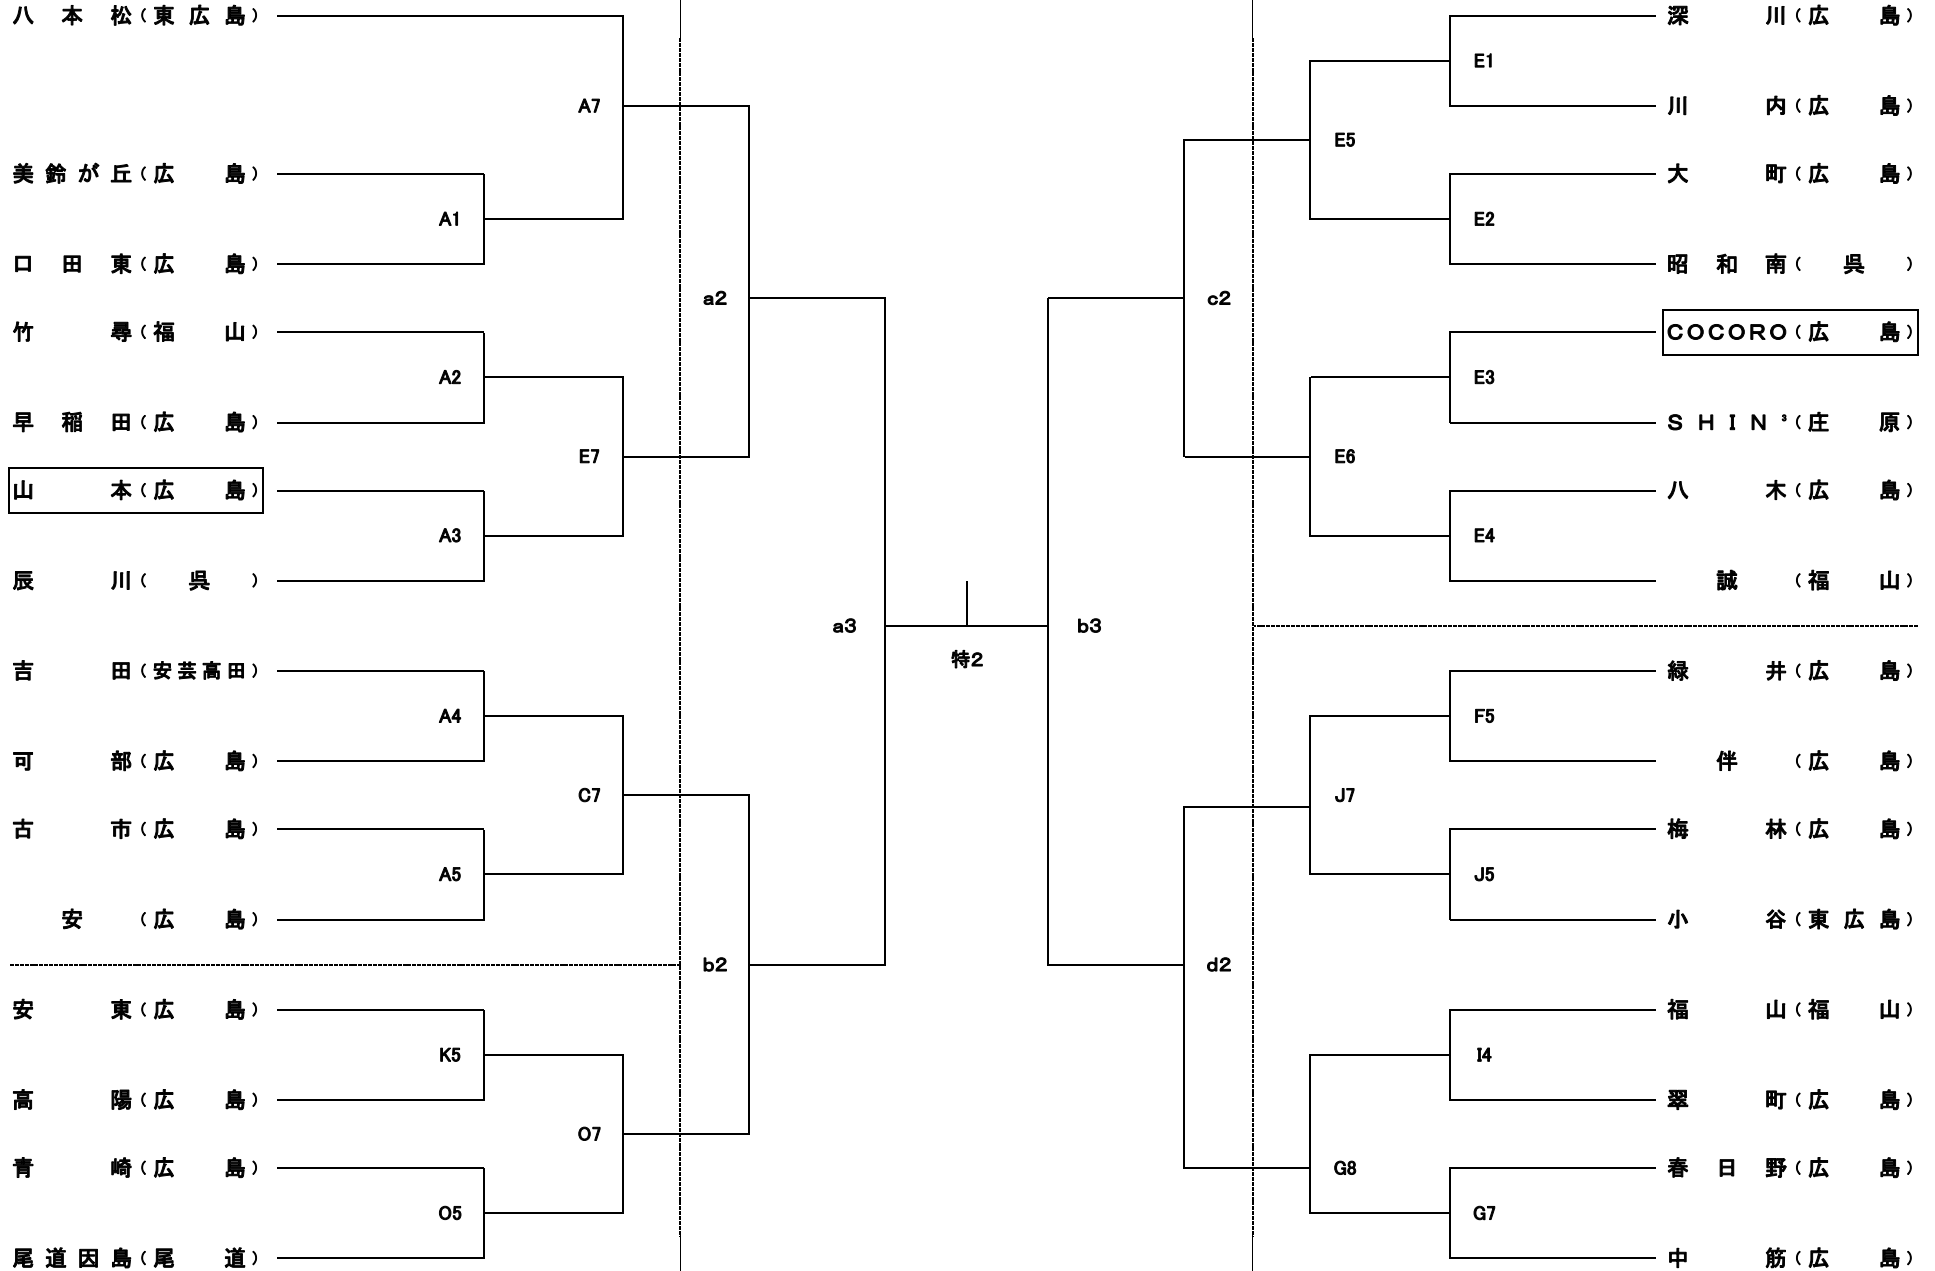 八本松(東広島)
A7
美鈴が丘(広島)
A1
口田東(広島)
a2
竹尋(福山)
A2
早稲田(広島)
E7
山本(広島)
A3
辰川(呉)
a3
吉田(安芸高田)
A4
可部(広島)
C7
古市(広島)
A5
安(広島)
b2
安東(広島)
K5
高陽(広島)
O7
青崎(広島)
O5
尾道因島(尾道)
特2
深川(広島)
E1
川内(広島)
E5
大町(広島)
E2
昭和南(呉)
c2
COCORO(広島)
E3
SHIN³(庄原)
E6
八木(広島)
E4
誠(福山)
b3
緑井(広島)
F5
伴(広島)
J7
梅林(広島)
J5
小谷(東広島)
d2
福山(福山)
I4
翠町(広島)
G8
春日野(広島)
G7
中筋(広島)